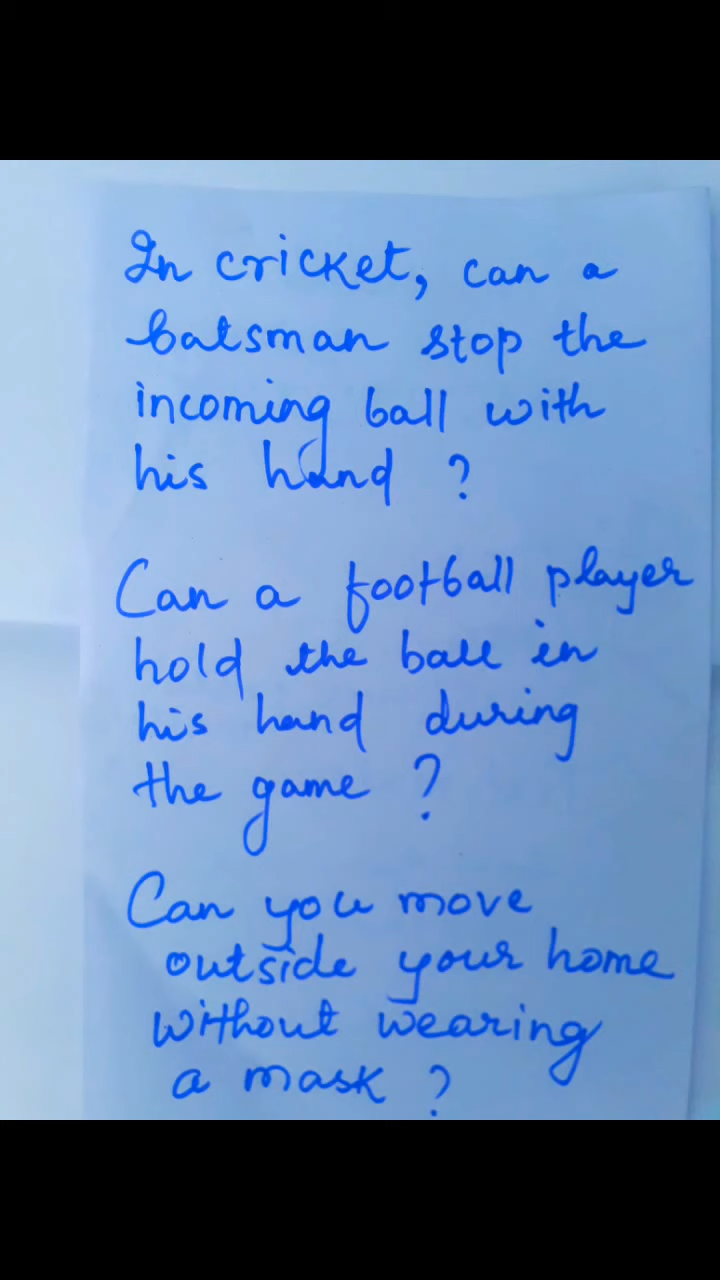 In cricket, can a
batsman stop the
incoming ball with
his hand ?
Can a football player
hold the ball in
his hand during
the game ?
Can you move
outside your home
without wearing
a mask ?